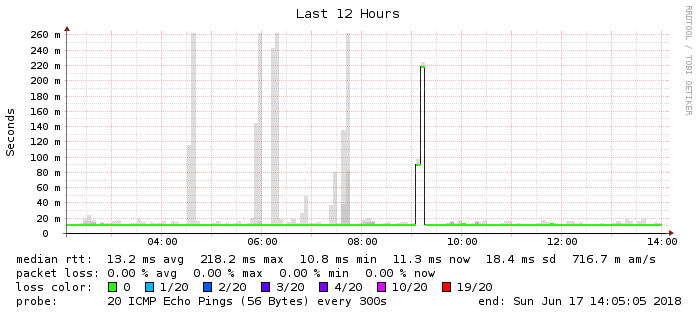 Last 12 Hours
RRDTOOL / TOBI OETIKER
Seconds
260 m
240 m
220 m
200 m
180 m
160 m
140 m
120 m
100 m
80 m
60 m
40 m
20 m
0
04:00 06:00 08:00 10:00 12:00 14:00
median rtt: 13.2 ms avg 218.2 ms max 10.8 ms min 11.3 ms now 18.4 ms sd 716.7 m am/s
packet loss: 0.00 % avg 0.00 % max 0.00 % min 0.00 % now
loss color: 0 1/20 2/20 3/20 4/20 10/20 19/20
probe: 20 ICMP Echo Pings (56 Bytes) every 300s end: Sun Jun 17 14:05:05 2018